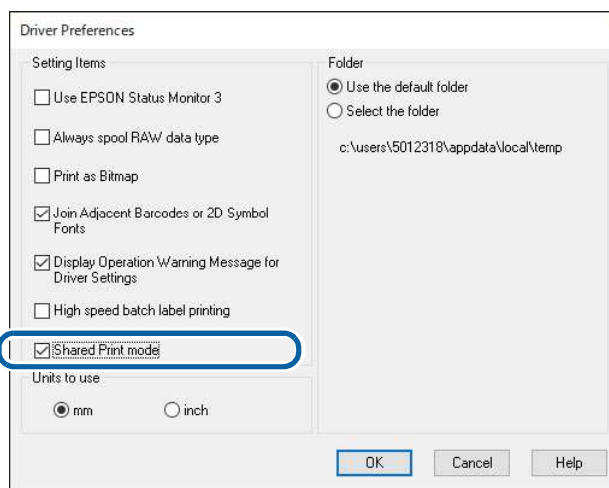 Driver Preferences
Setting Items
Use EPSON Status Monitor 3
Always spool RAW data type
Print as Bitmap
Join Adjacent Barcodes or 2D Symbol
Fonts
Display Operation Warning Message for
Driver Settings
High speed batch label printing
Shared Print mode
Units to use
mm
inch
Folder
Use the default folder
Select the folder
c:\users\5012318\appdata\local\temp
OK
Cancel
Help